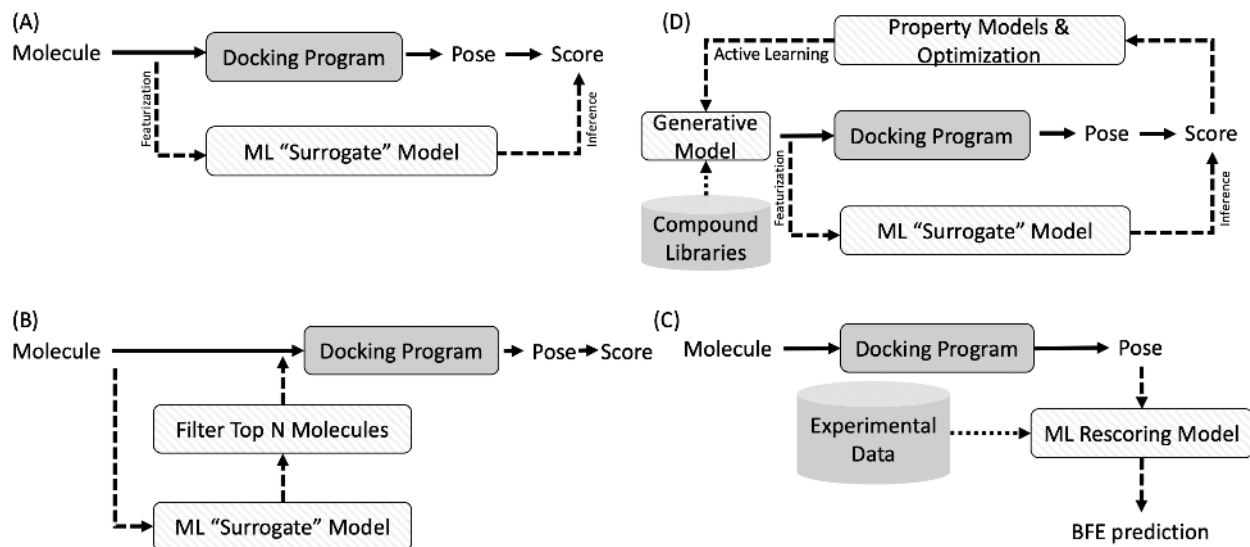 (A)
Molecule
Docking Program
Pose
Score
Featurization
Inference
ML “Surrogate” Model
(D)
Property Models &
Optimization
Active Learning
Generative
Model
Docking Program
Pose
Score
Featurization
Inference
Compound
Libraries
ML “Surrogate” Model
(B)
Molecule
Docking Program
Pose
Score
Filter Top N Molecules
ML “Surrogate” Model
(C)
Molecule
Docking Program
Pose
Experimental
Data
ML Rescoring Model
BFE prediction